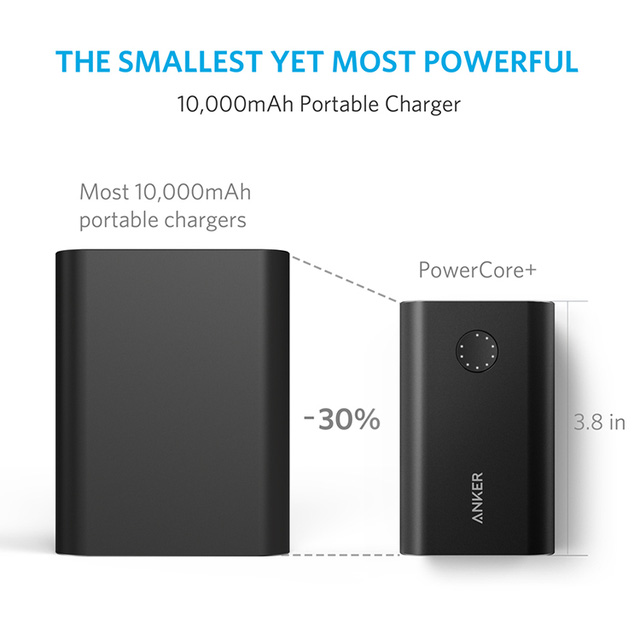 THE SMALLEST YET MOST POWERFUL
10,000mAh Portable Charger
Most 10,000mAh
portable chargers
PowerCore+
-30%
3.8 in
ANKER